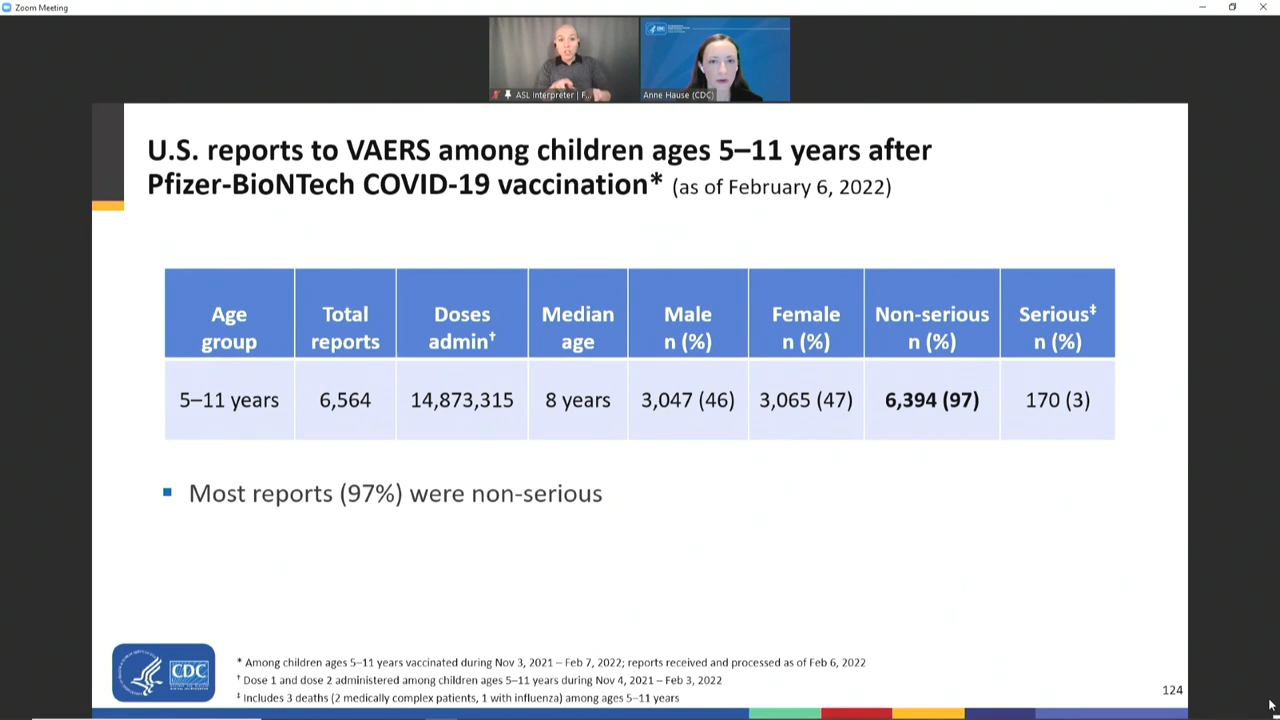 Zoom Meeting
ASL Interpreter | F...
Anne Hause (CDC)
U.S. reports to VAERS among children ages 5–11 years after
Pfizer-BioNTech COVID-19 vaccination* (as of February 6, 2022)
Age group
Total reports
Doses admin†
Median age
Male n (%)
Female n (%)
Non-serious n (%)
Serious‡ n (%)
5–11 years
6,564
14,873,315
8 years
3,047 (46)
3,065 (47)
6,394 (97)
170 (3)
Most reports (97%) were non-serious
CDC
* Among children ages 5–11 years vaccinated during Nov 3, 2021 – Feb 7, 2022; reports received and processed as of Feb 6, 2022
† Dose 1 and dose 2 administered among children ages 5–11 years during Nov 4, 2021 – Feb 3, 2022
‡ Includes 3 deaths (2 medically complex patients, 1 with influenza) among ages 5–11 years
124